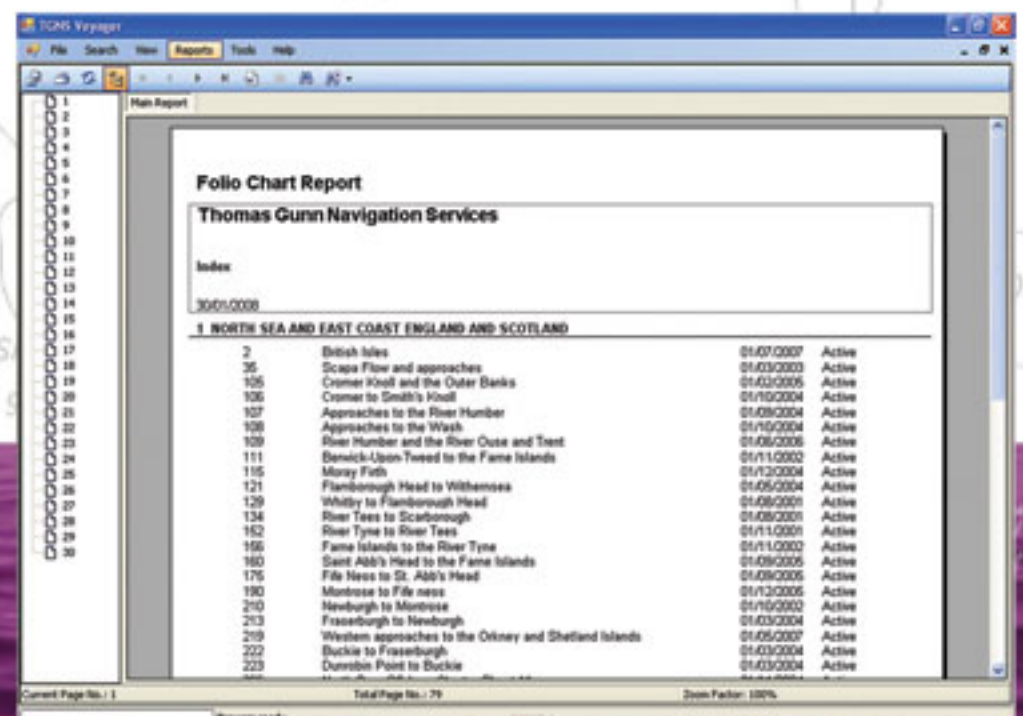 TGNS Voyager
File Search View Reports Tools Help
Main Report
1
2
3
4
5
6
7
8
9
10
11
12
13
14
15
16
17
18
19
20
21
22
23
24
25
26
27
28
29
30
Folio Chart Report
Thomas Gunn Navigation Services
Index
30/01/2008
1 NORTH SEA AND EAST COAST ENGLAND AND SCOTLAND
2 British Isles 01/07/2007 Active
35 Scapa Flow and approaches 01/03/2003 Active
105 Cromer Knoll and the Outer Banks 01/02/2005 Active
106 Cromer to Smith's Knoll 01/10/2004 Active
107 Approaches to the River Humber 01/09/2004 Active
108 Approaches to the Wash 01/10/2004 Active
109 River Humber and the River Ouse and Trent 01/06/2006 Active
111 Berwick-Upon-Tweed to the Farne Islands 01/11/2002 Active
115 Moray Firth 01/12/2004 Active
121 Flamborough Head to Withernsea 01/05/2004 Active
129 Whitby to Flamborough Head 01/08/2001 Active
134 River Tees to Scarborough 01/08/2001 Active
152 River Tyne to River Tees 01/11/2001 Active
156 Farne Islands to the River Tyne 01/11/2002 Active
160 Saint Abb's Head to the Farne Islands 01/09/2005 Active
175 Fife Ness to St. Abb's Head 01/09/2005 Active
190 Montrose to Fife ness 01/12/2005 Active
210 Newburgh to Montrose 01/10/2002 Active
213 Fraserburgh to Newburgh 01/03/2004 Active
219 Western approaches to the Orkney and Shetland Islands 01/05/2007 Active
222 Buckie to Fraserburgh 01/03/2004 Active
223 Dunrobin Point to Buckie 01/03/2004 Active
Current Page No.: 1 Total Page No.: 79 Zoom Factor: 100%